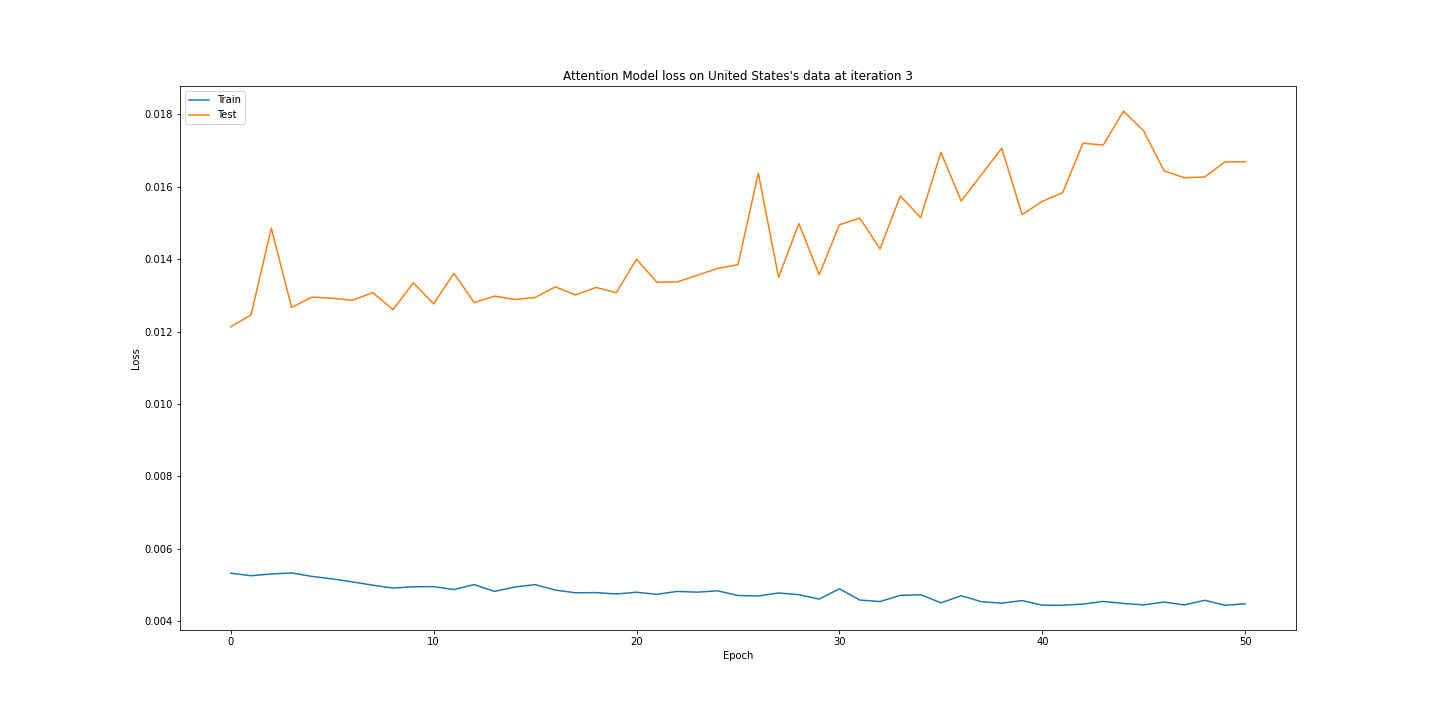 Attention Model loss on United States's data at iteration 3
Train
Test
0.018
0.016
0.014
0.012
0.010
0.008
0.006
0.004
Loss
0 10 20 30 40 50
Epoch